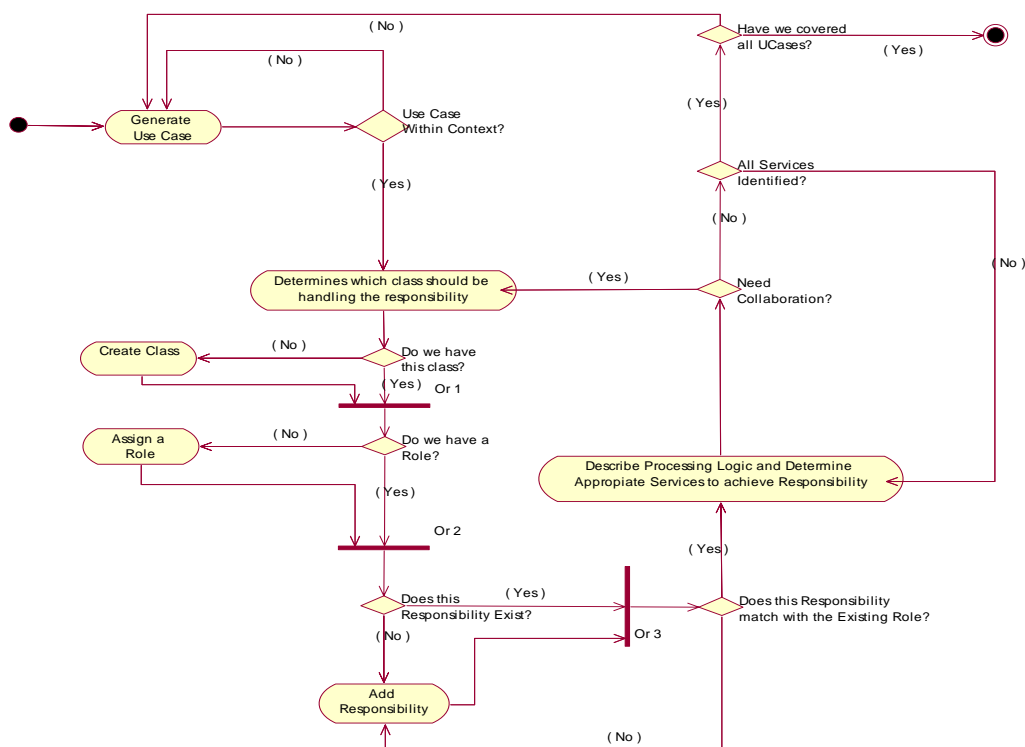 ( No )
Have we covered
all UCases?
( Yes )
( No )
Generate
Use Case
Use Case
Within Context?
( Yes )
( Yes )
All Services
Identified?
( No )
( No )
Determines which class should be
handling the responsibility
( Yes )
Need
Collaboration?
Create Class
( No )
Do we have
this class?
( Yes )
Or 1
Assign a
Role
( No )
Do we have a
Role?
( Yes )
Describe Processing Logic and Determine
Appropiate Services to achieve Responsibility
Or 2
( Yes )
Does this
Responsibility Exist?
( Yes )
Does this Responsibility
match with the Existing Role?
( No )
Or 3
Add
Responsibility
( No )